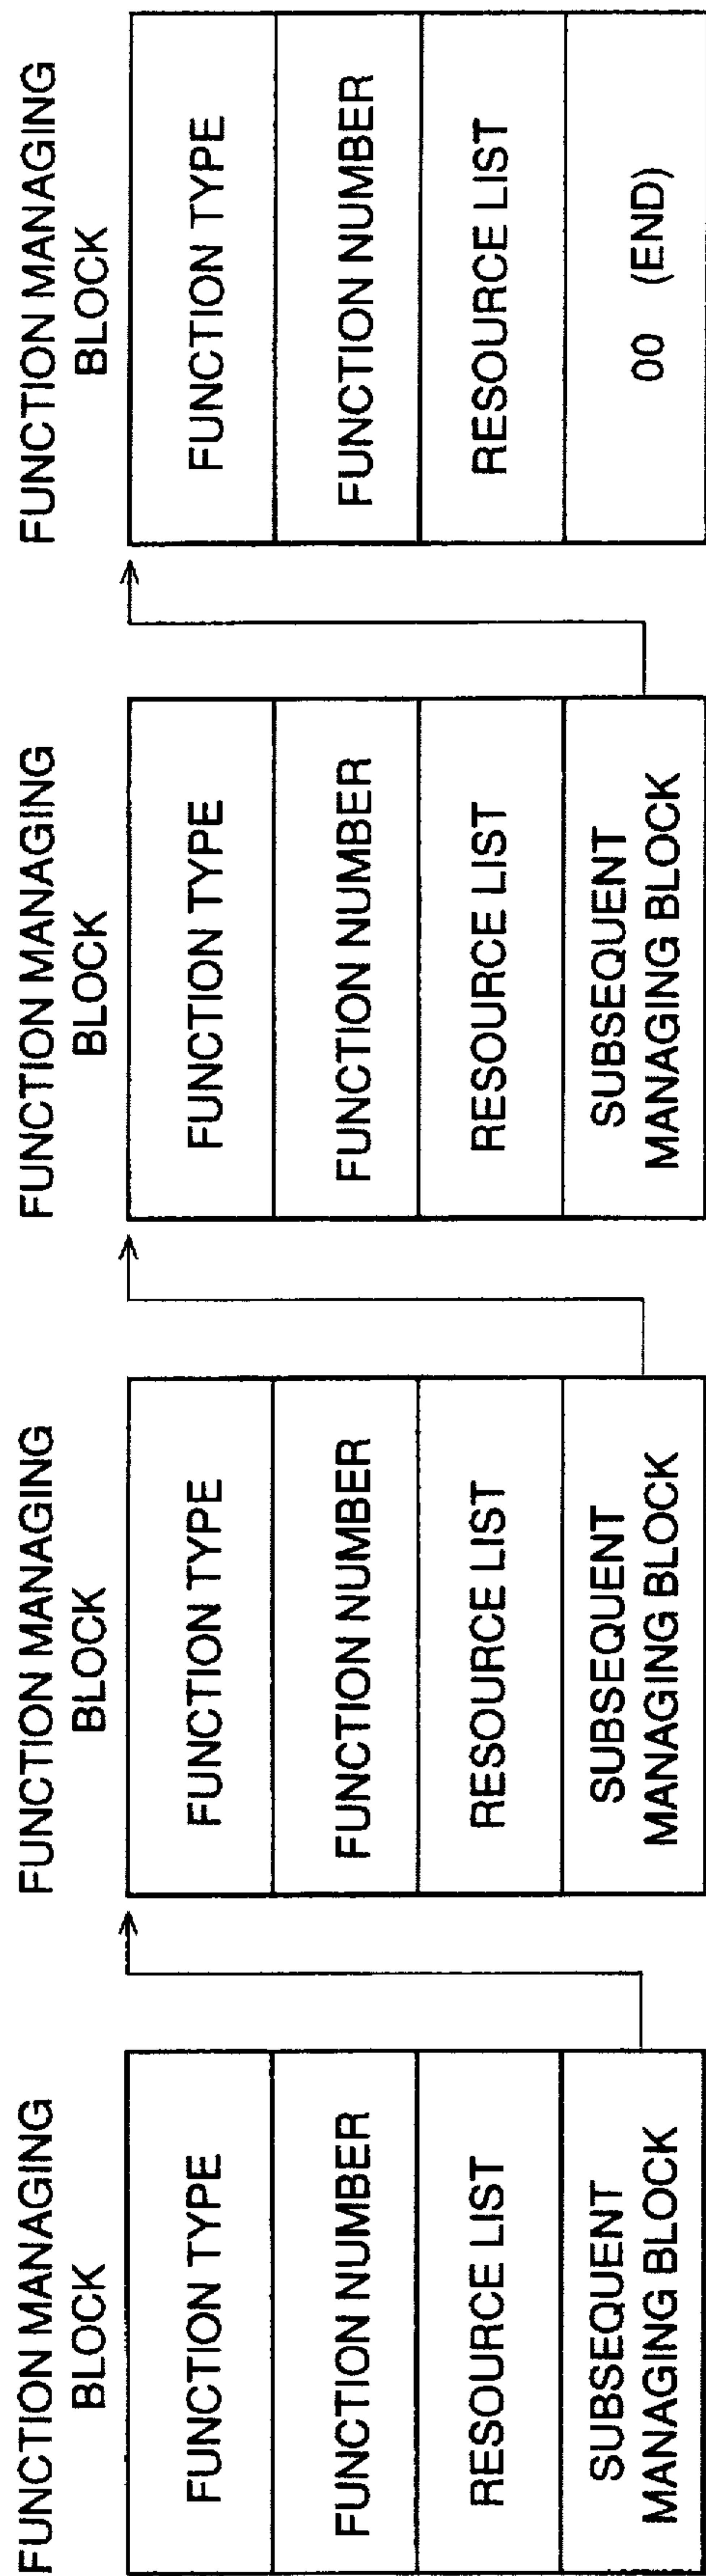 FUNCTION MANAGING
BLOCK
FUNCTION TYPE
FUNCTION NUMBER
RESOURCE LIST
SUBSEQUENT
MANAGING BLOCK
FUNCTION MANAGING
BLOCK
FUNCTION TYPE
FUNCTION NUMBER
RESOURCE LIST
SUBSEQUENT
MANAGING BLOCK
FUNCTION MANAGING
BLOCK
FUNCTION TYPE
FUNCTION NUMBER
RESOURCE LIST
SUBSEQUENT
MANAGING BLOCK
FUNCTION MANAGING
BLOCK
FUNCTION TYPE
FUNCTION NUMBER
RESOURCE LIST
00 (END)